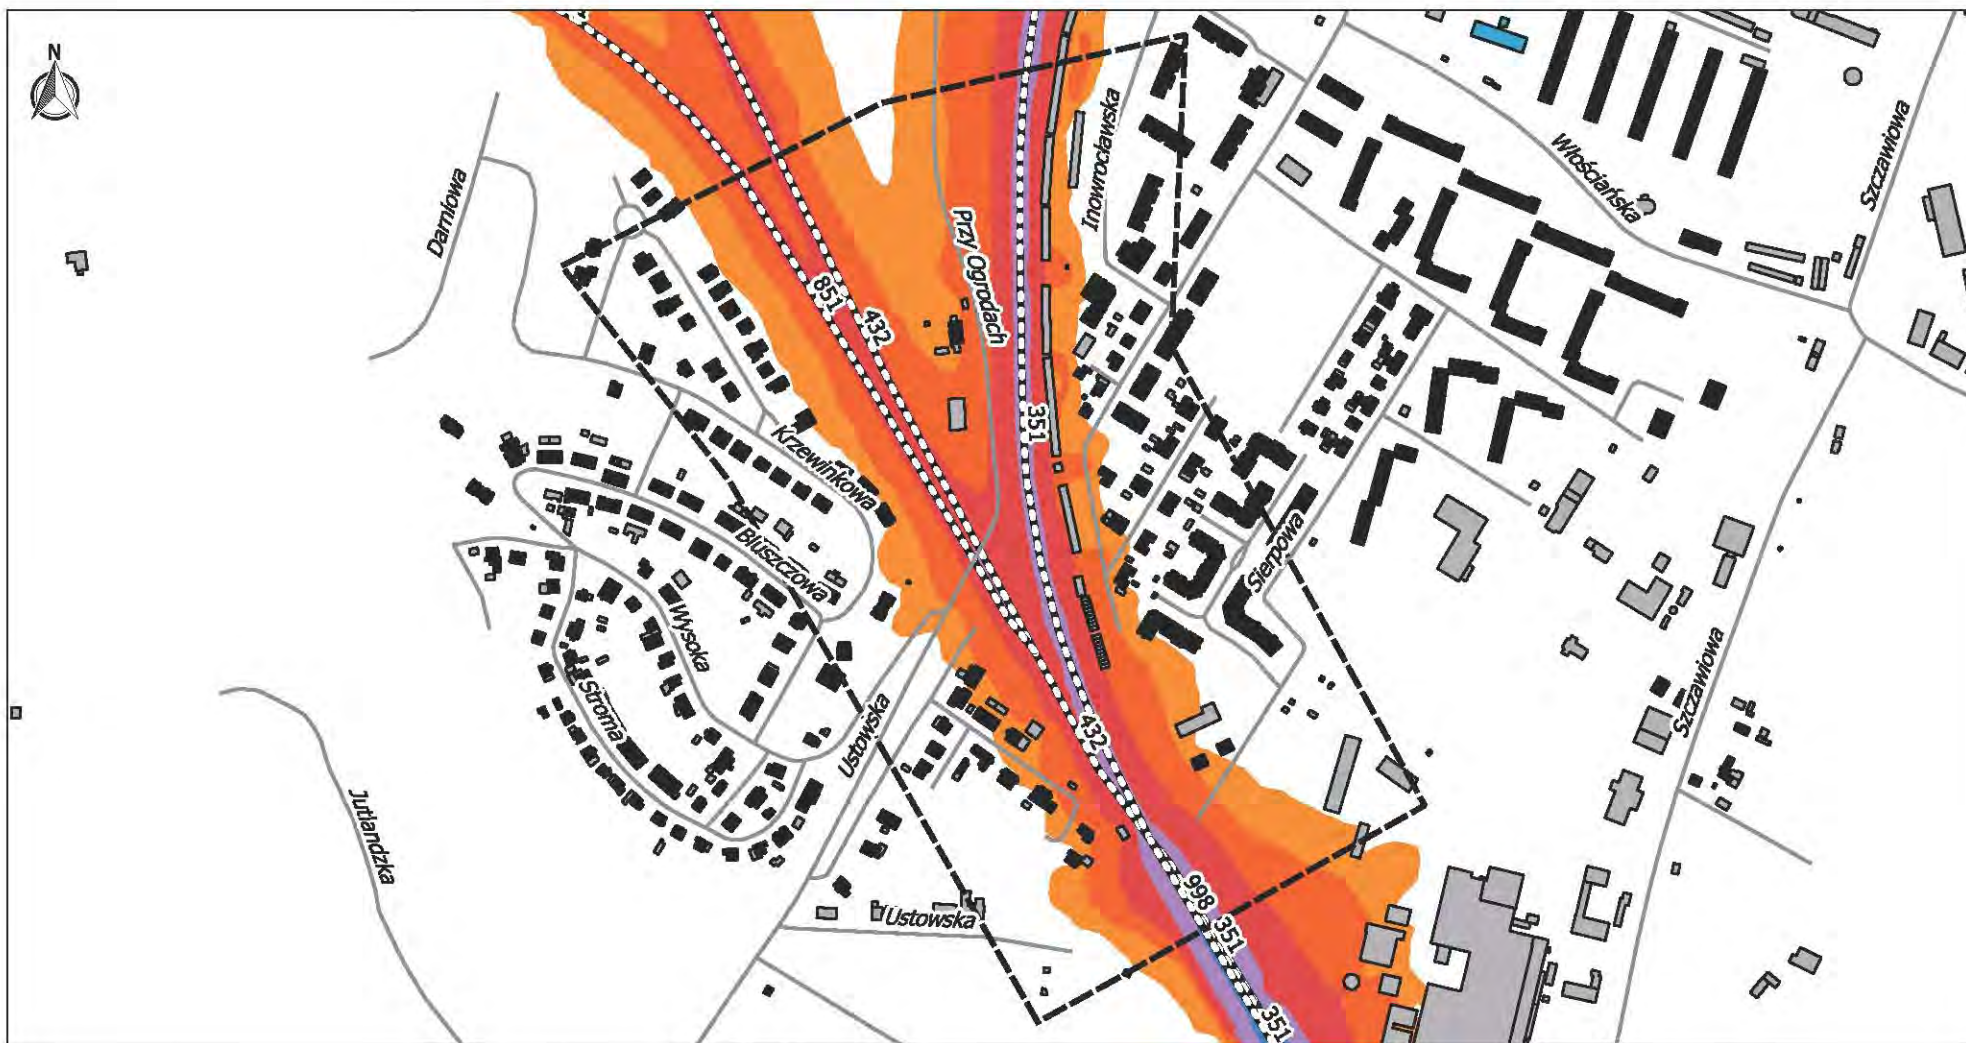 N
Darniowa
Inowrocławska
Włościańska
Szczawiowa
Przy Ogrodach
851
432
351
Krzewinkowa
Bluszczowa
Sierpowa
Wysoka
Stroma
Ustowska
432
Szczawiowa
Jutlandzka
998
351
Ustowska
351